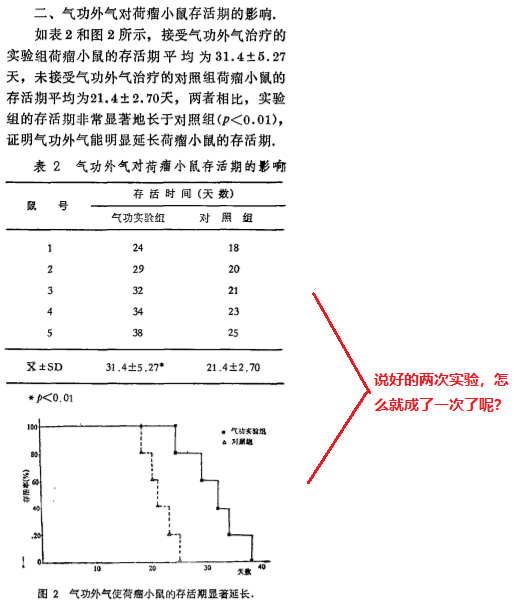 二、气功外气对荷瘤小鼠存活期的影响.
如表2和图2所示，接受气功外气治疗的
实验组荷瘤小鼠的存活期平均为31.4±5.27
天，未接受气功外气治疗的对照组荷瘤小鼠的
存活期平均为21.4±2.70天，两者相比，实验
组的存活期非常显著地长于对照组(p<0.01)，
证明气功外气能明显延长荷瘤小鼠的存活期.
表 2 气功外气对荷瘤小鼠存活期的影响
鼠 号
存 活 时 间 (天 数)
气功实验组 对 照 组
1 24 18
2 29 20
3 32 21
4 34 23
5 38 25
X̄±SD 31.4±5.27* 21.4±2.70
* p<0.01
说好的两次实验，怎
么就成了一次了呢？
气功实验组
对照组
存活率(%)
100
80
60
40
20
0
0 10 20 30 40
天数
图 2 气功外气使荷瘤小鼠的存活期显著延长.